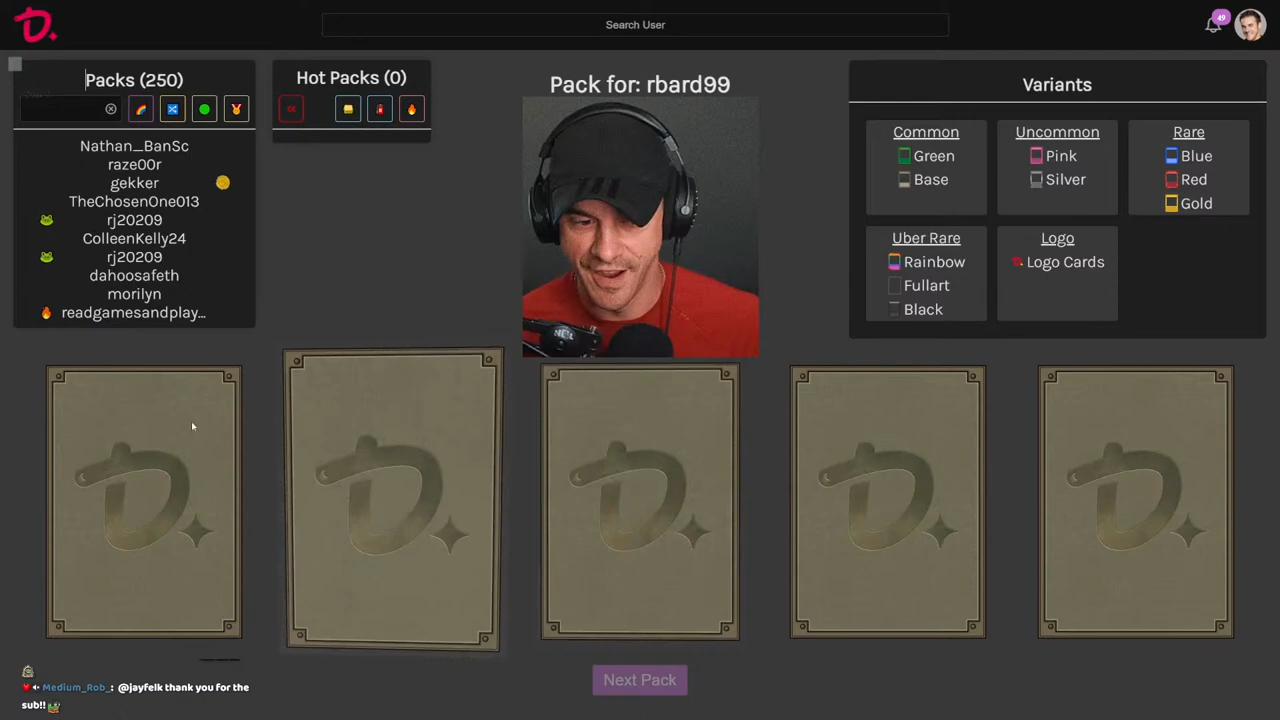 Search User
49
Packs (250)
Hot Packs (0)
Pack for: rbard99
Variants
Nathan_BanSc
raze00r
gekker
TheChosenOne013
rj20209
ColleenKelly24
rj20209
dahoosafeth
morilyn
readgamesandplay...
Common
Green
Base
Uncommon
Pink
Silver
Rare
Blue
Red
Gold
Uber Rare
Rainbow
Fullart
Black
Logo
Logo Cards
Next Pack
Medium_Rob_: @jayfelk thank you for the
sub!!